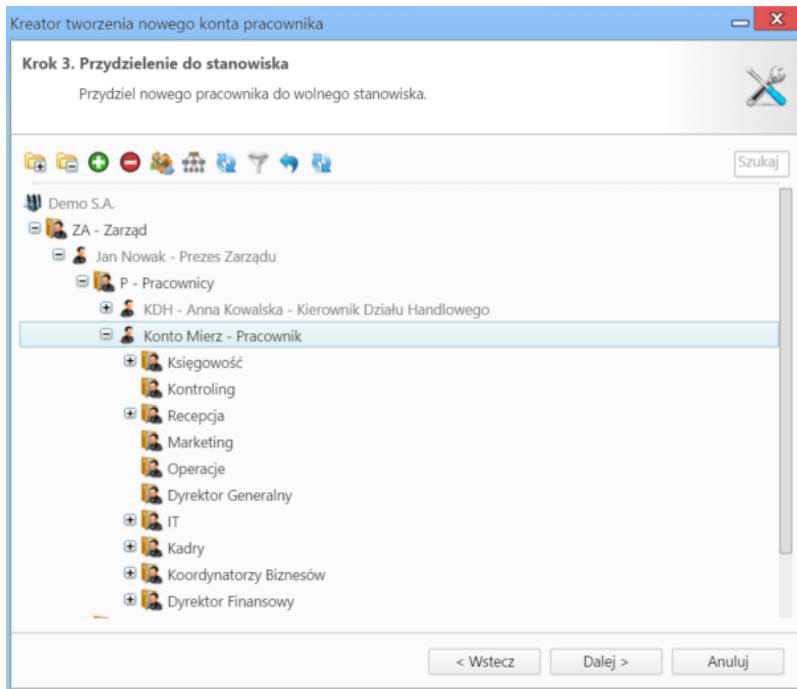 Kreator tworzenia nowego konta pracownika
Krok 3. Przydzielenie do stanowiska
Przydziel nowego pracownika do wolnego stanowiska.
Szukaj
Demo S.A.
ZA - Zarząd
Jan Nowak - Prezes Zarządu
P - Pracownicy
KDH - Anna Kowalska - Kierownik Działu Handlowego
Konto Mierz - Pracownik
Księgowość
Kontroling
Recepcja
Marketing
Operacje
Dyrektor Generalny
IT
Kadry
Koordynatorzy Biznesów
Dyrektor Finansowy
< Wstecz
Dalej >
Anuluj